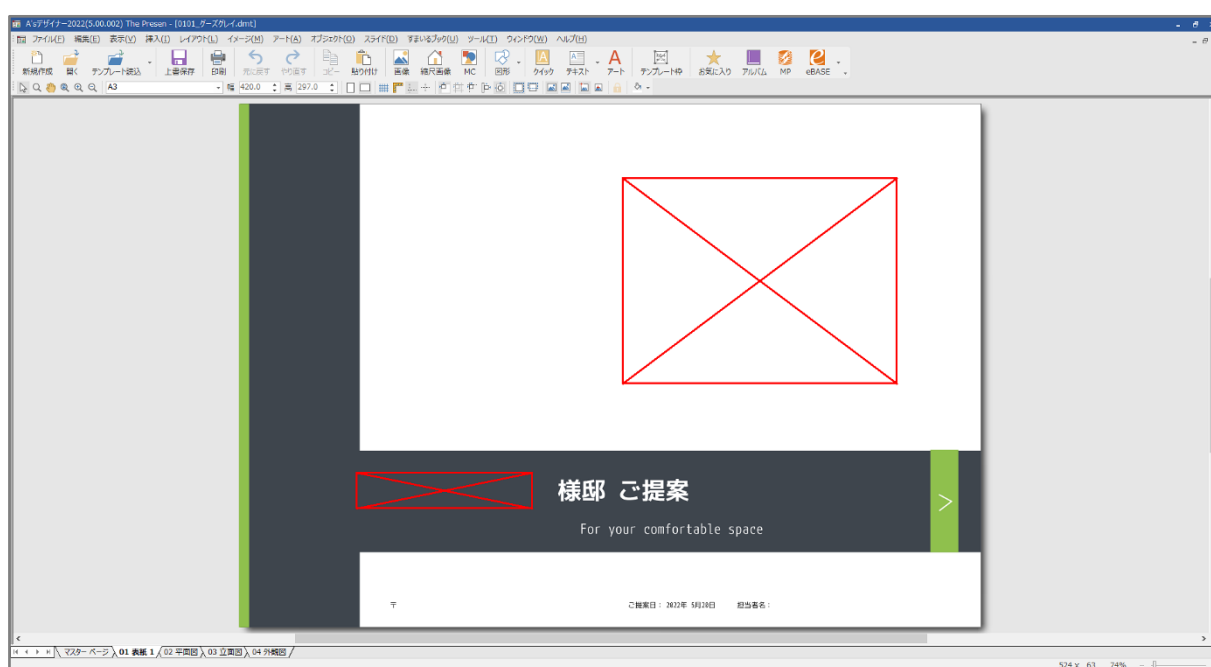 A'sデザイナー2022(5.00.002) The Presen - [0101_グーズグレイ.dmt]
ファイル(F) 編集(E) 表示(V) 挿入(I) レイアウト(L) イメージ(M) アート(A) オブジェクト(O) スライド(D) すまいるブック(U) ツール(T) ウィンドウ(W) ヘルプ(H)
新規作成 開く テンプレート読込 上書保存 印刷 元に戻す やり直す コピー 貼り付け 画像 縮尺画像 MC 図形 クイック テキスト アート テンプレート枠 お気に入り アルバム MP eBASE
A3 幅 420.0 高 297.0
様邸 ご提案
>
For your comfortable space
〒 ご提案日: 2022年 5月20日 担当者名:
マスター ページ 01 表紙 1 02 平面図 03 立面図 04 外観図
524 x 63 74%